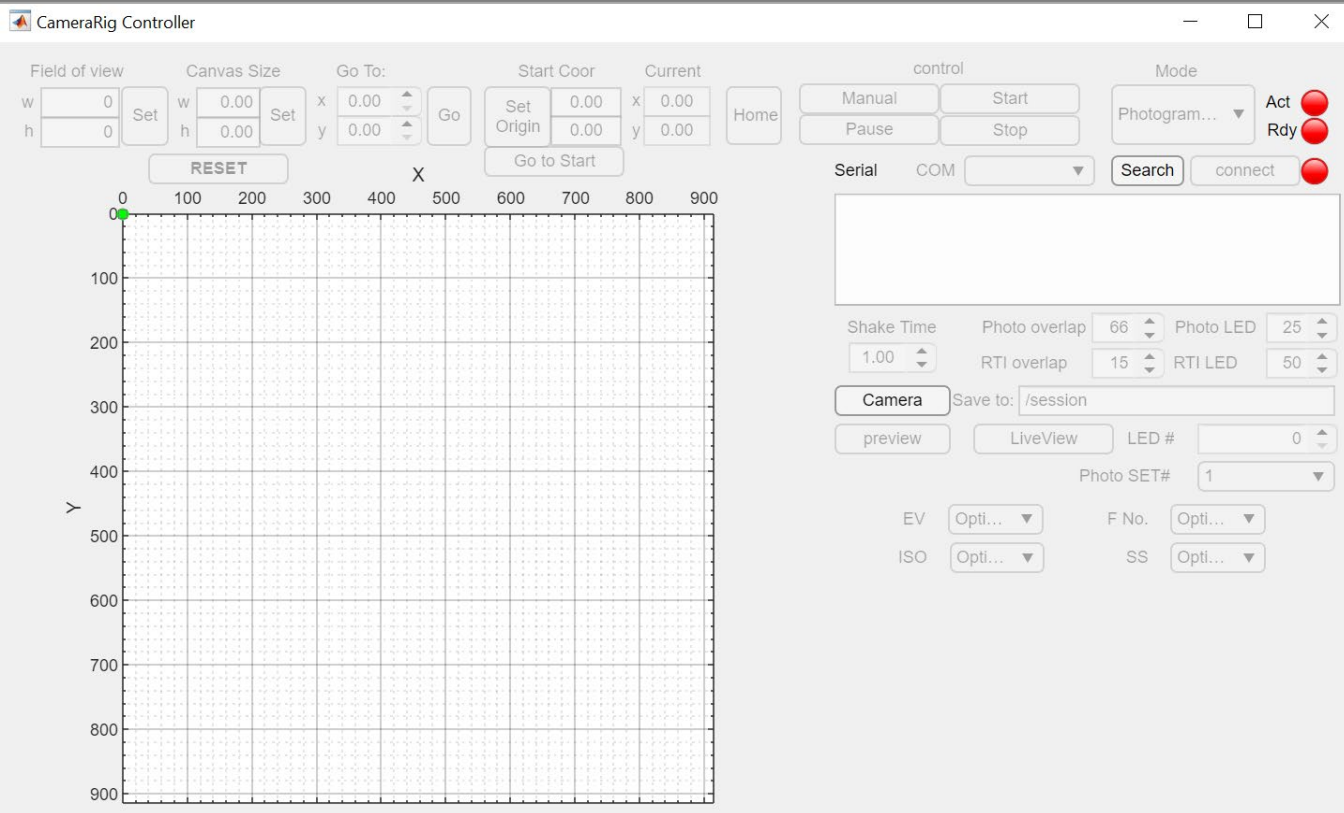 CameraRig Controller
Field of view Canvas Size Go To: Start Coor Current control Mode
w 0 Set w 0.00 Set x 0.00 Go Set Origin 0.00 x 0.00 Home Manual Start Photogram... Act
h 0 h 0.00 y 0.00 0.00 y 0.00 Pause Stop Rdy
RESET Go to Start
Serial COM Search connect
X
0 100 200 300 400 500 600 700 800 900
0
100
200
300
400
Y
500
600
700
800
900
Shake Time Photo overlap 66 Photo LED 25
1.00 RTI overlap 15 RTI LED 50
Camera Save to: /session
preview LiveView LED # 0
Photo SET# 1
EV Opti... F No. Opti...
ISO Opti... SS Opti...